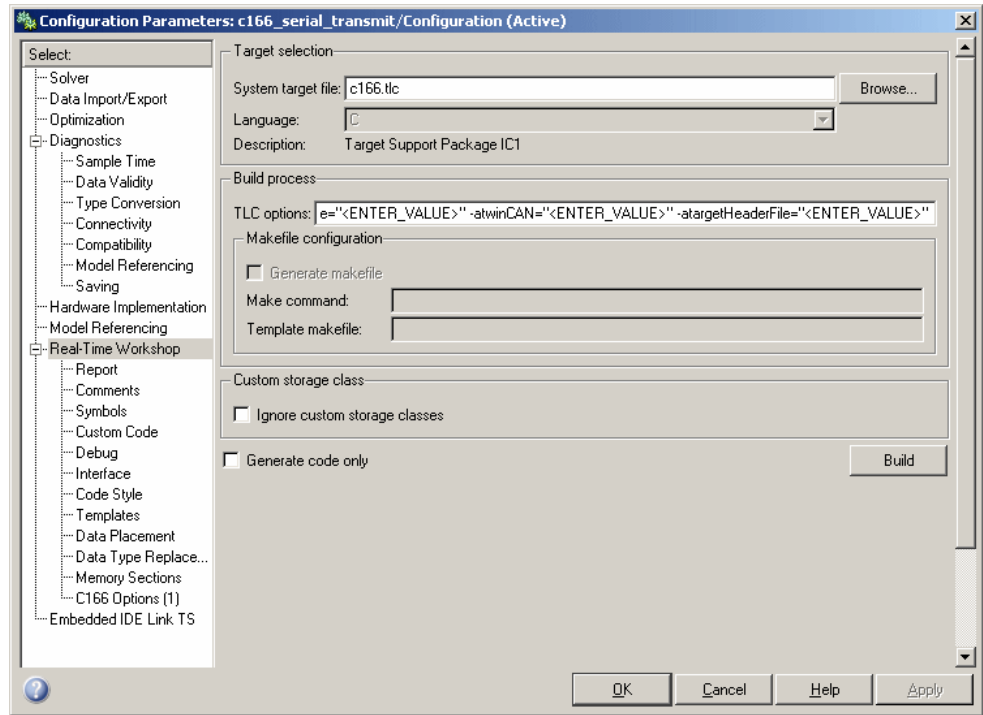 Configuration Parameters: c166_serial_transmit/Configuration (Active)
Select:
Solver
Data Import/Export
Optimization
Diagnostics
Sample Time
Data Validity
Type Conversion
Connectivity
Compatibility
Model Referencing
Saving
Hardware Implementation
Model Referencing
Real-Time Workshop
Report
Comments
Symbols
Custom Code
Debug
Interface
Code Style
Templates
Data Placement
Data Type Replace...
Memory Sections
C166 Options (1)
Embedded IDE Link TS
Target selection
System target file: c166.tlc Browse...
Language: C
Description: Target Support Package IC1
Build process
TLC options: e="<ENTER_VALUE>" -atwinCAN="<ENTER_VALUE>" -atargetHeaderFile="<ENTER_VALUE>"
Makefile configuration
Generate makefile
Make command:
Template makefile:
Custom storage class
Ignore custom storage classes
Generate code only Build
OK Cancel Help Apply